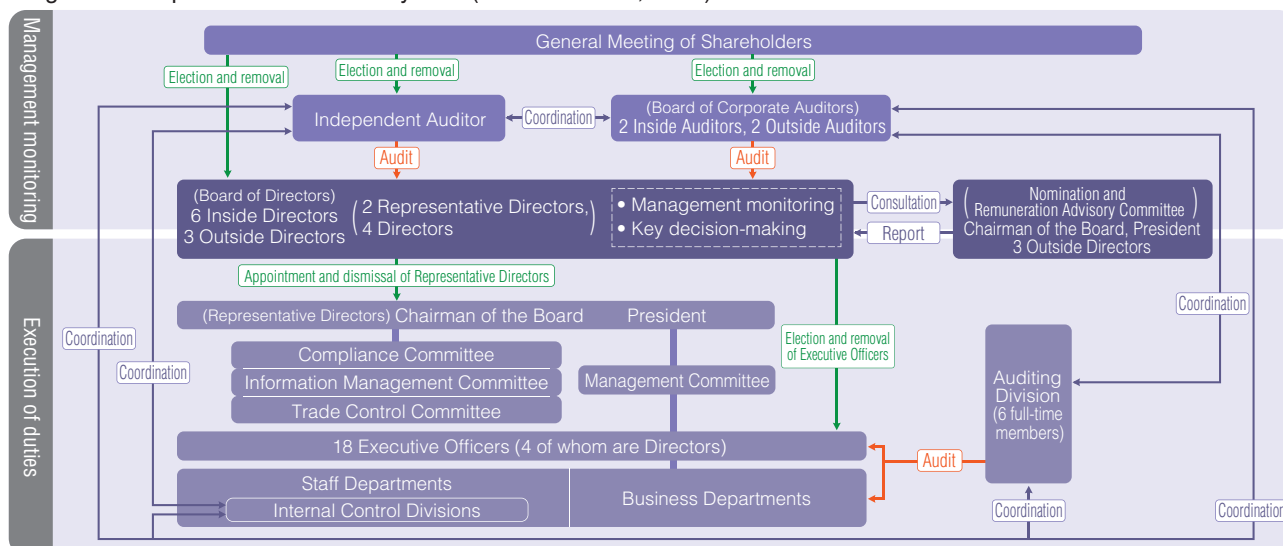 Management monitoring
General Meeting of Shareholders
Election and removal
Election and removal
Election and removal
Independent Auditor
Coordination
(Board of Corporate Auditors)
2 Inside Auditors, 2 Outside Auditors
Audit
Audit
(Board of Directors)
6 Inside Directors
3 Outside Directors
(2 Representative Directors,
4 Directors)
• Management monitoring
• Key decision-making
Consultation
Report
(Nomination and
Remuneration Advisory Committee)
Chairman of the Board, President
3 Outside Directors
Execution of duties
Appointment and dismissal of Representative Directors
(Representative Directors) Chairman of the Board
President
Coordination
Coordination
Compliance Committee
Information Management Committee
Trade Control Committee
Management Committee
Election and removal
of Executive Officers
Coordination
Auditing
Division
(6 full-time
members)
18 Executive Officers (4 of whom are Directors)
Audit
Staff Departments
Internal Control Divisions
Business Departments
Coordination
Coordination